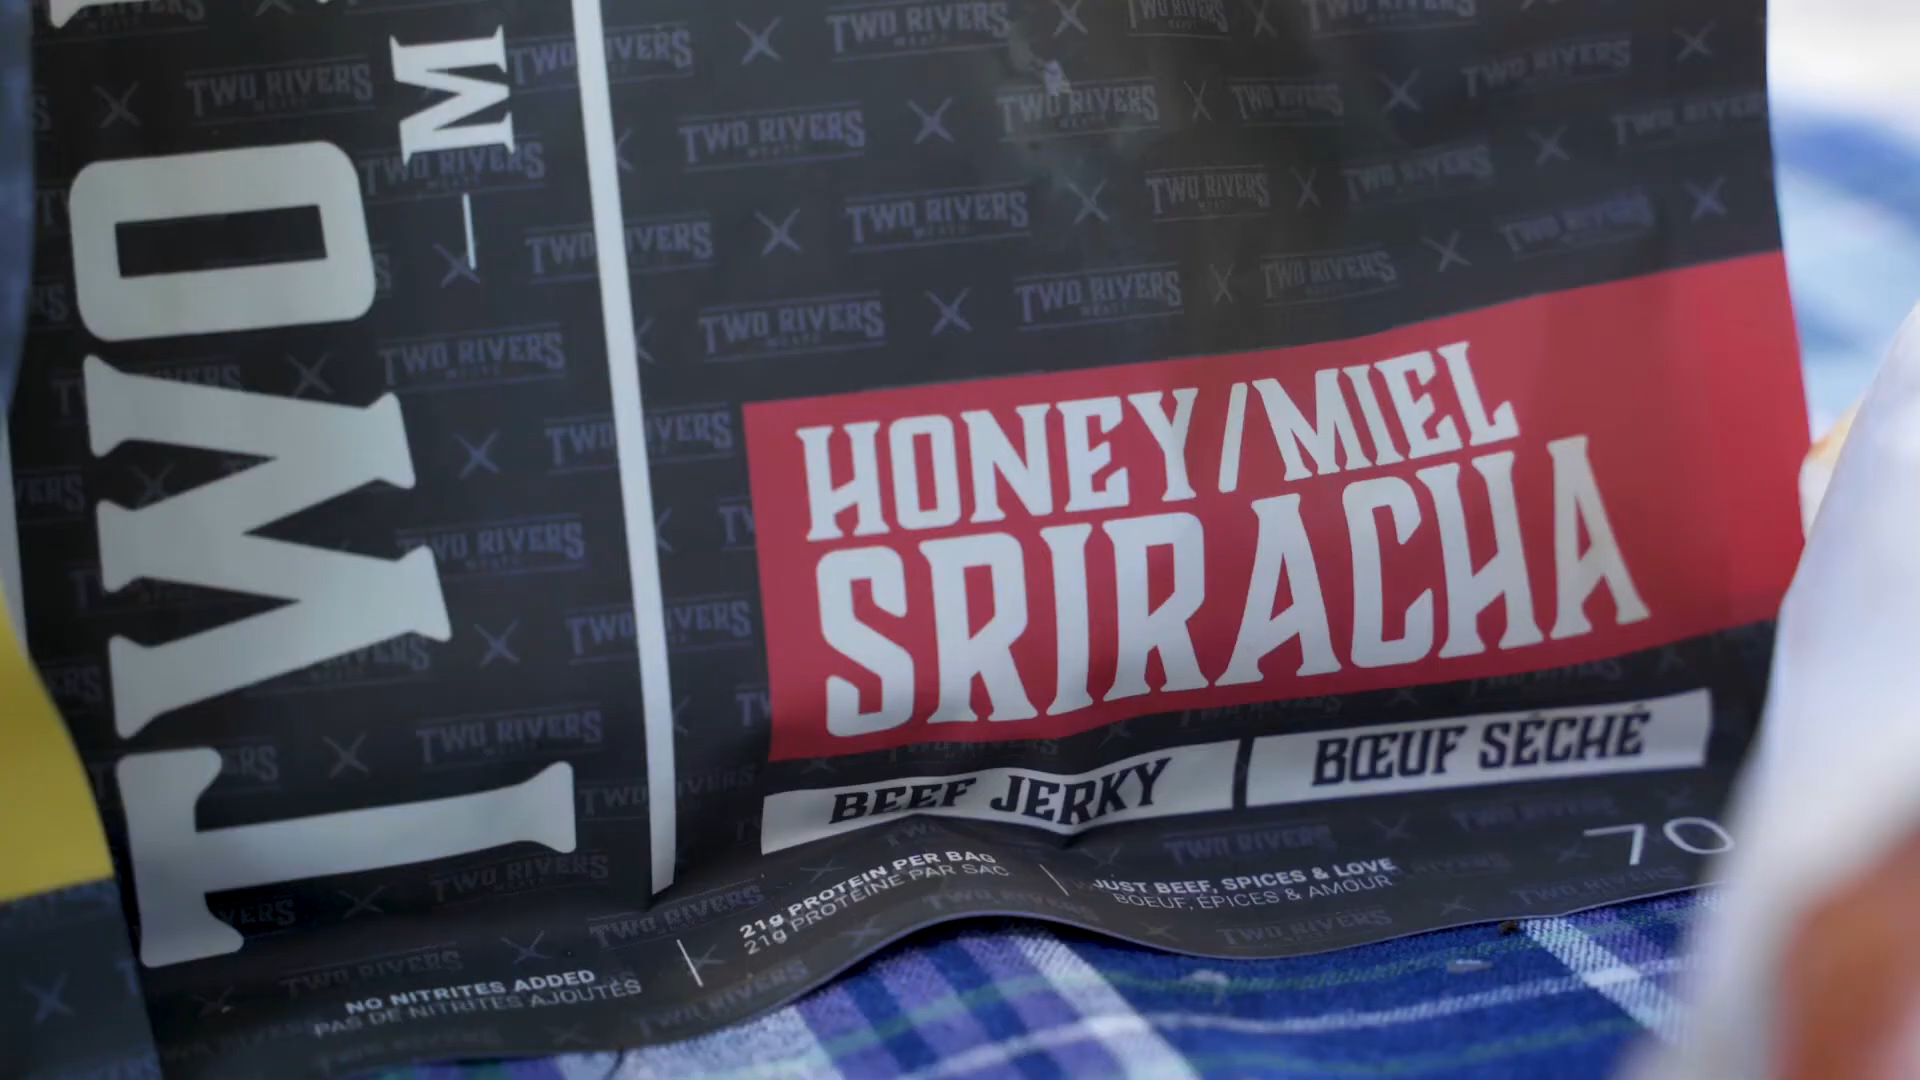 TWO
M
HONEY/MIEL
SRIRACHA
BEEF JERKY
BŒUF SÉCHÉ
NO NITRITES ADDED
PAS DE NITRITES AJOUTÉS
21g PROTEIN PER BAG
21g PROTÉINE PAR SAC
JUST BEEF, SPICES & LOVE
BOEUF, ÉPICES & AMOUR
70
TWO RIVERS
MEATS